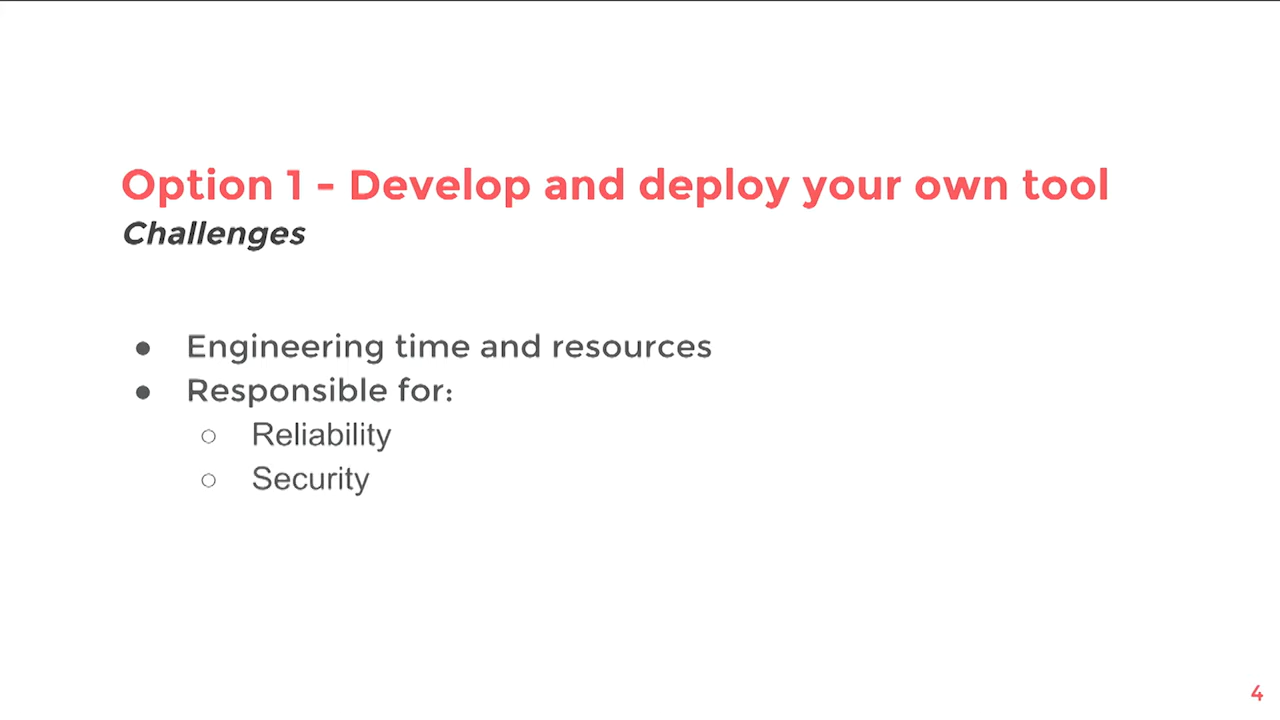 Option 1 - Develop and deploy your own tool
Challenges
● Engineering time and resources
● Responsible for:
○ Reliability
○ Security
4